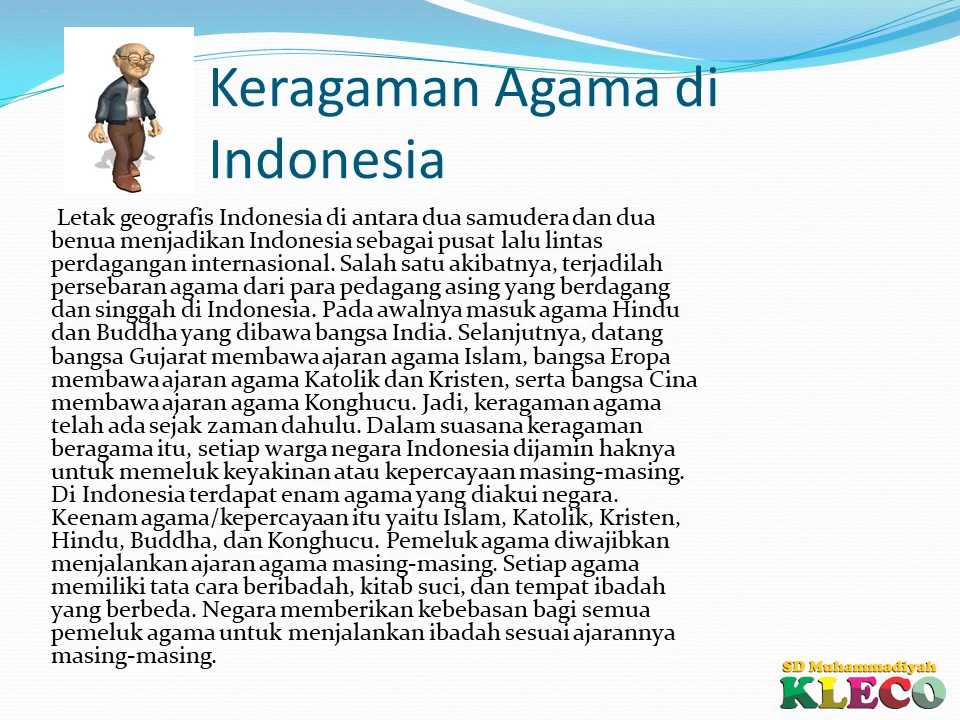 Keragaman Agama di
Indonesia
Letak geografis Indonesia di antara dua samudera dan dua
benua menjadikan Indonesia sebagai pusat lalu lintas
perdagangan internasional. Salah satu akibatnya, terjadilah
persebaran agama dari para pedagang asing yang berdagang
dan singgah di Indonesia. Pada awalnya masuk agama Hindu
dan Buddha yang dibawa bangsa India. Selanjutnya, datang
bangsa Gujarat membawa ajaran agama Islam, bangsa Eropa
membawa ajaran agama Katolik dan Kristen, serta bangsa Cina
membawa ajaran agama Konghucu. Jadi, keragaman agama
telah ada sejak zaman dahulu. Dalam suasana keragaman
beragama itu, setiap warga negara Indonesia dijamin haknya
untuk memeluk keyakinan atau kepercayaan masing-masing.
Di Indonesia terdapat enam agama yang diakui negara.
Keenam agama/kepercayaan itu yaitu Islam, Katolik, Kristen,
Hindu, Buddha, dan Konghucu. Pemeluk agama diwajibkan
menjalankan ajaran agama masing-masing. Setiap agama
memiliki tata cara beribadah, kitab suci, dan tempat ibadah
yang berbeda. Negara memberikan kebebasan bagi semua
pemeluk agama untuk menjalankan ibadah sesuai ajarannya
masing-masing.
SD Muhammadiyah
KLECO